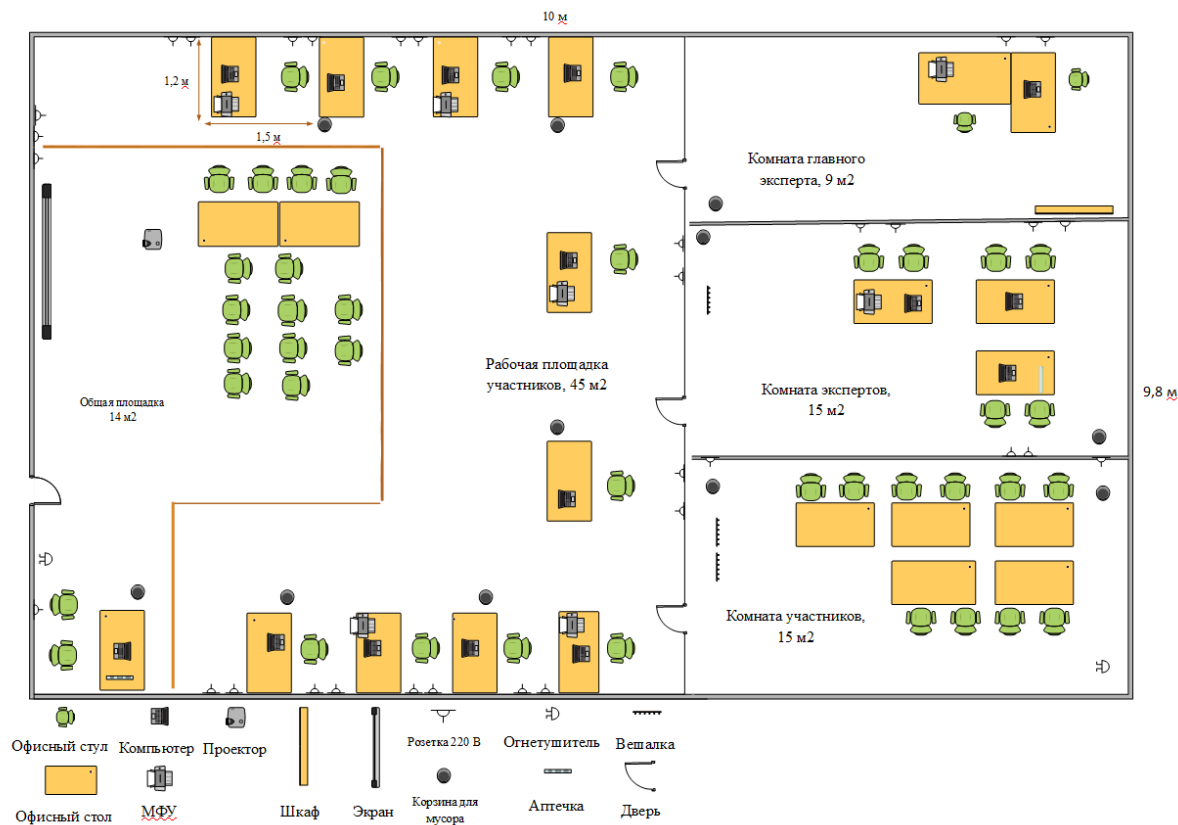 10 м
1,2 м
1,5 м
Комната главного
эксперта, 9 м2
Рабочая площадка
участников, 45 м2
Общая площадка
14 м2
Комната экспертов,
15 м2
9,8 м
Комната участников,
15 м2
Офисный стул
Компьютер
Проектор
Розетка 220 В
Огнетушитель
Вешалка
Офисный стол
МФУ
Шкаф
Экран
Корзина для
мусора
Аптечка
Дверь